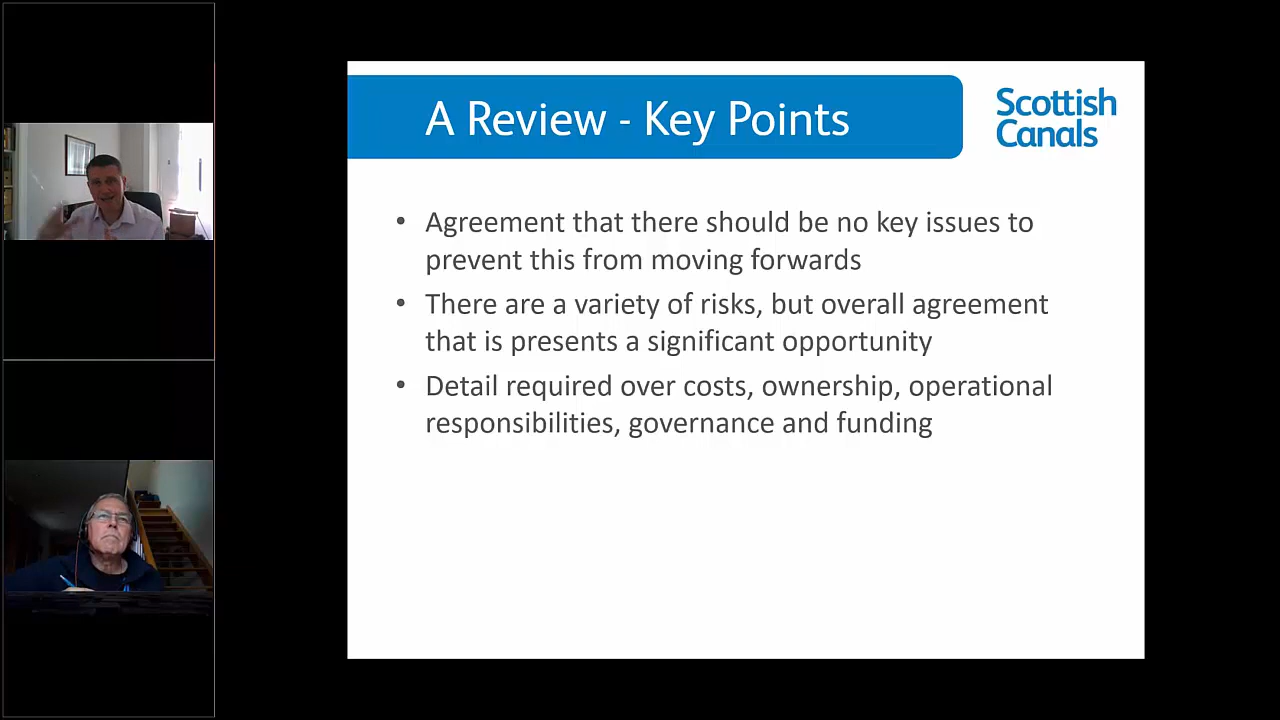 A Review - Key Points
Scottish
Canals
• Agreement that there should be no key issues to
prevent this from moving forwards
• There are a variety of risks, but overall agreement
that is presents a significant opportunity
• Detail required over costs, ownership, operational
responsibilities, governance and funding